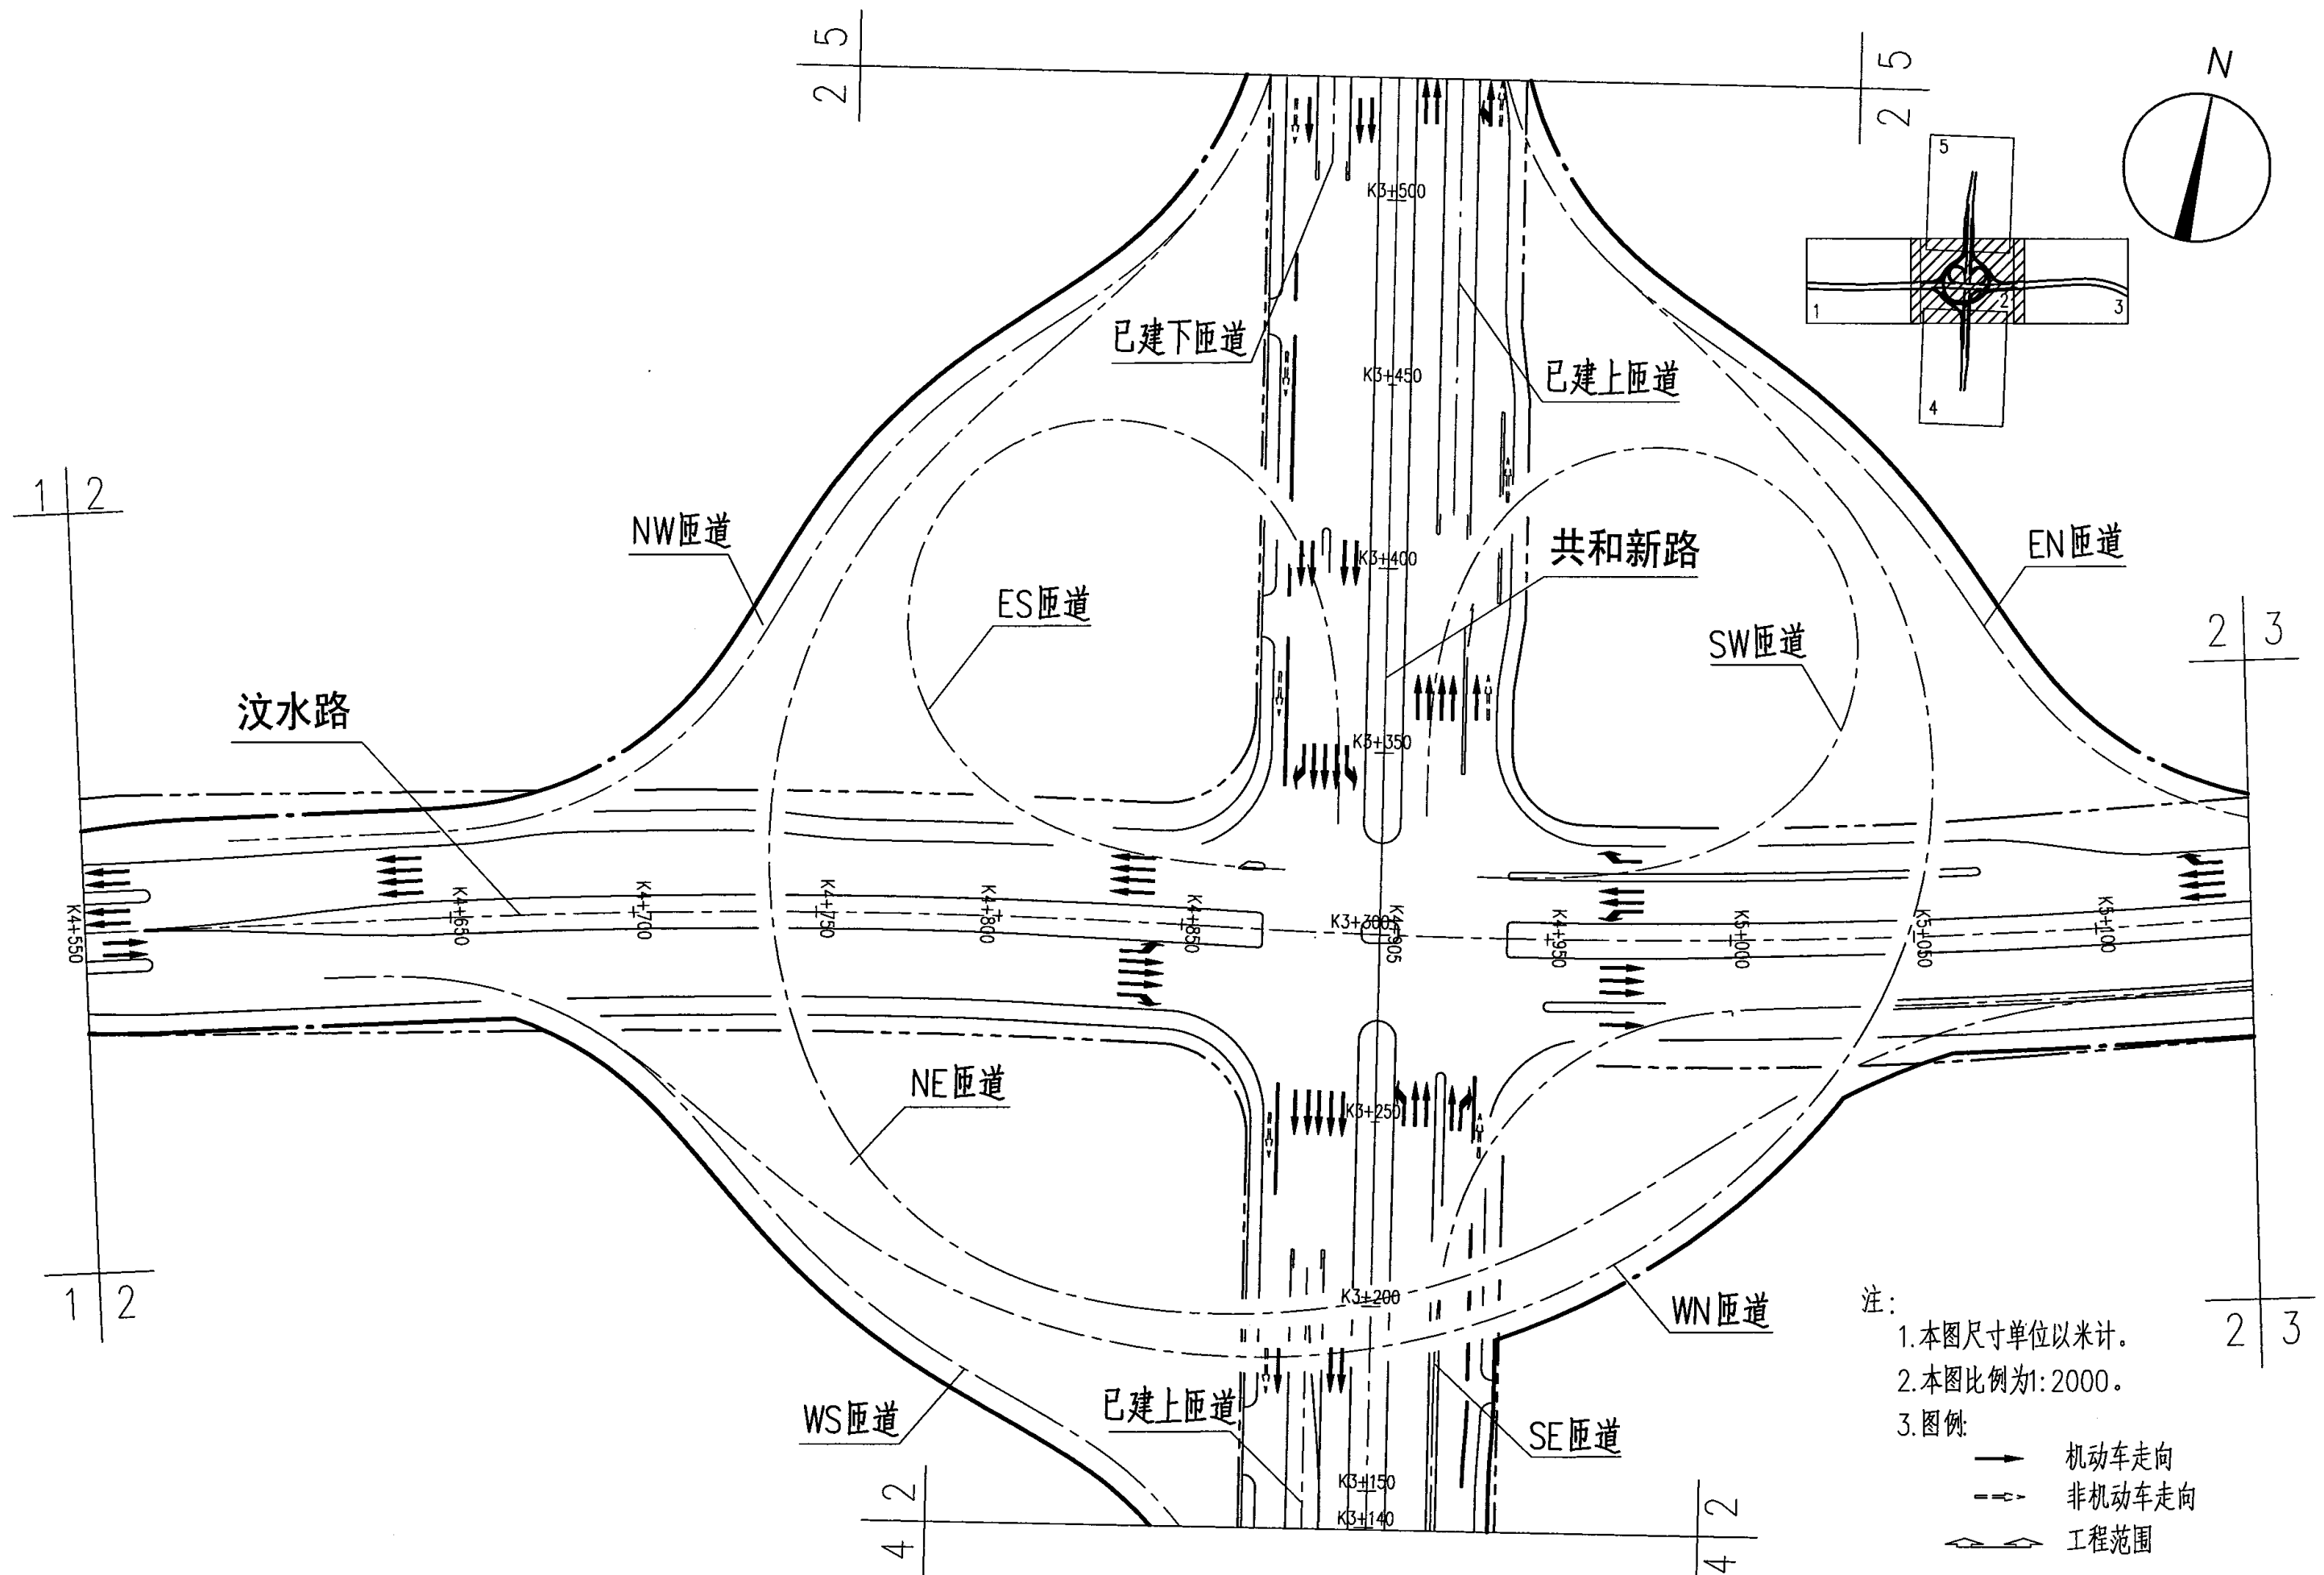 5
2
5
2
N
5
1
2
3
4
K3+500
已建下匝道
K3+450
已建上匝道
1 2
NW匝道
共和新路
EN匝道
K3+400
ES匝道
SW匝道
2 3
汶水路
K3+350
K4+550
K4+650
K4+700
K4+750
K4+800
K4+850
K3+300
K4+905
K4+950
K5+000
K5+050
K5+100
NE匝道
K3+250
1 2
K3+200
WN匝道
2 3
注:
1.本图尺寸单位以米计。
2.本图比例为1:2000。
3.图例:
机动车走向
非机动车走向
工程范围
WS匝道
已建上匝道
SE匝道
K3+150
K3+140
2
4
2
4